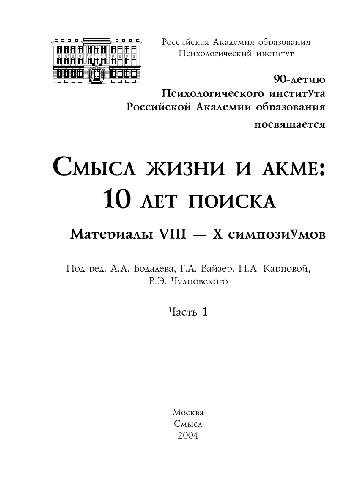 Российская Академия образования
Психологический институт
90-летию
Психологического института
Российской Академии образования
посвящается
Смысл жизни и акме:
10 лет поиска
Материалы VIII — X симпозиумов
Под ред. А.А. Бодалева, Г.А. Вайзер, Н.А. Карповой,
В.Э. Чудновского
Часть 1
Москва
Смысл
2004